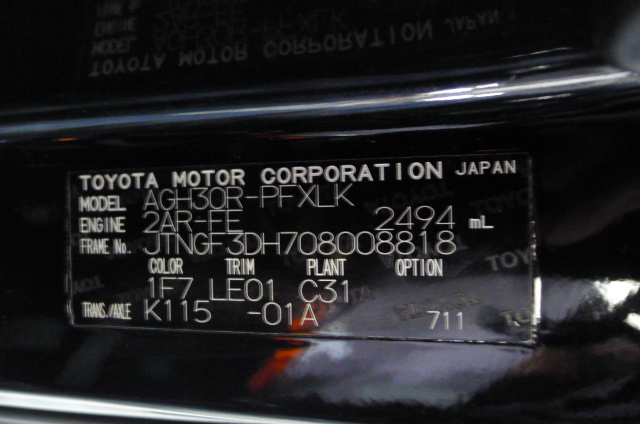 TOYOTA MOTOR CORPORATION JAPAN
MODEL AGH30R-PFXLK
ENGINE 2AR-FE 2494 mL
FRAME No. JTNGF3DH708008818
COLOR TRIM PLANT OPTION
1F7 LE01 C31
TRANS./AXLE K115 -01A 711